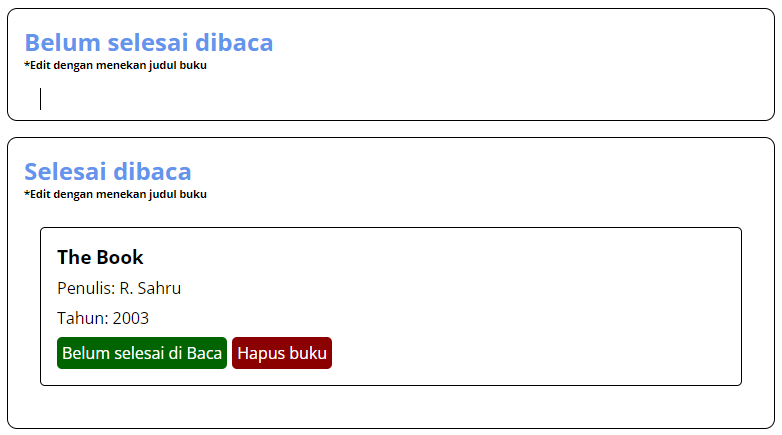 Belum selesai dibaca
*Edit dengan menekan judul buku
Selesai dibaca
*Edit dengan menekan judul buku
The Book
Penulis: R. Sahru
Tahun: 2003
Belum selesai di Baca Hapus buku